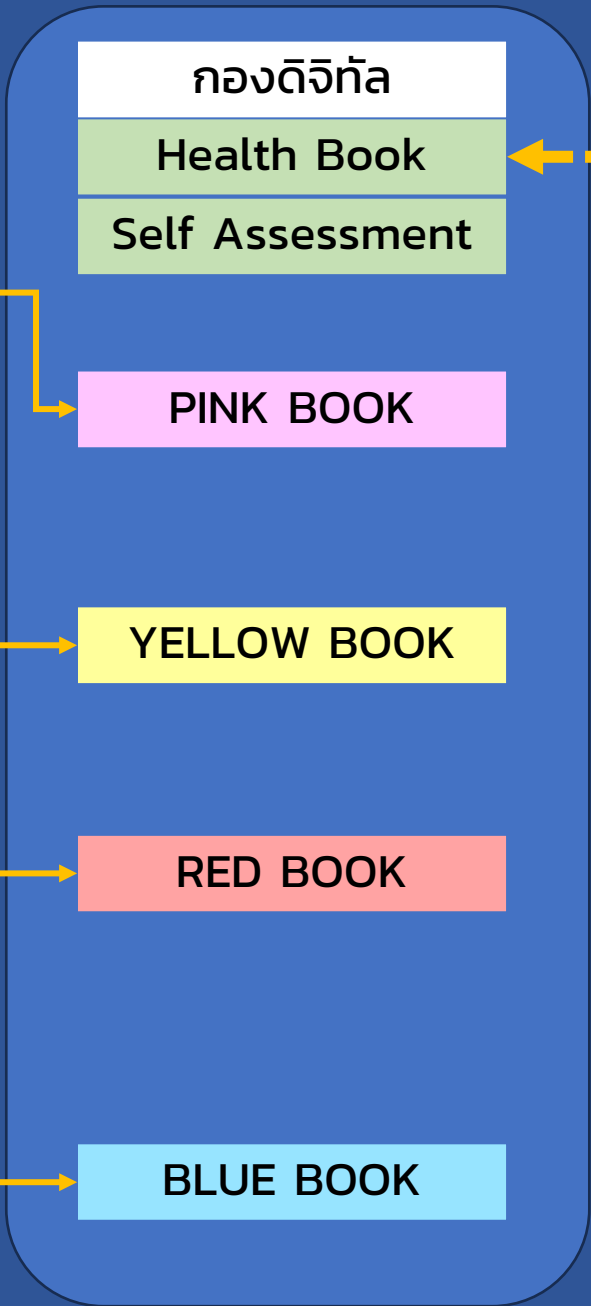 กองดิจิทัล
Health Book
Self Assessment
PINK BOOK
YELLOW BOOK
RED BOOK
BLUE BOOK